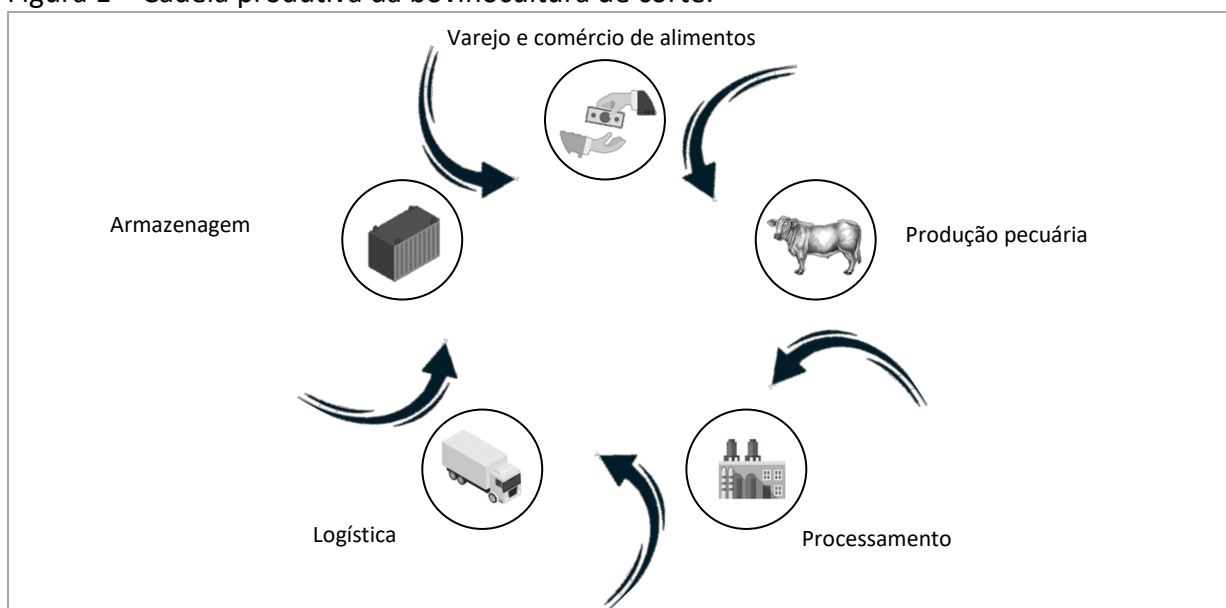 Figura 1 – Cadeia produtiva da bovinocultura de corte.
Varejo e comércio de alimentos
Armazenagem
Produção pecuária
Logística
Processamento